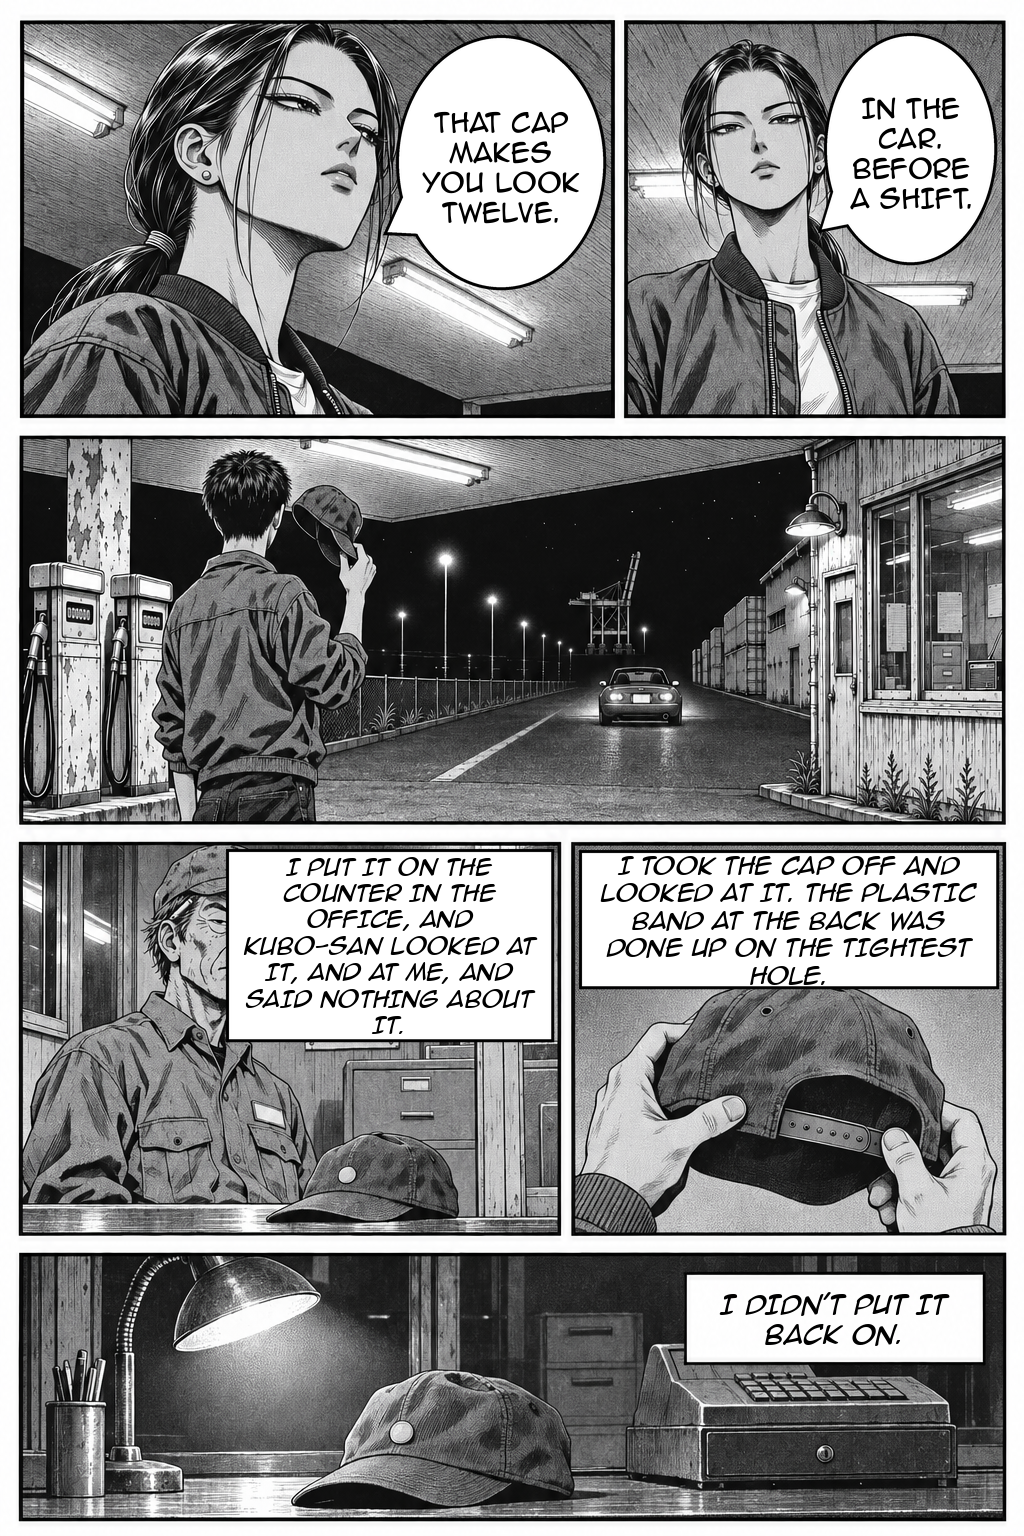 IN THE
CAR.
BEFORE
A SHIFT.
THAT CAP
MAKES
YOU LOOK
TWELVE.
I TOOK THE CAP OFF AND
LOOKED AT IT. THE PLASTIC
BAND AT THE BACK WAS
DONE UP ON THE TIGHTEST
HOLE.
I PUT IT ON THE
COUNTER IN THE
OFFICE, AND
KUBO-SAN LOOKED AT
IT, AND AT ME, AND
SAID NOTHING ABOUT
IT.
I DIDN'T PUT IT
BACK ON.